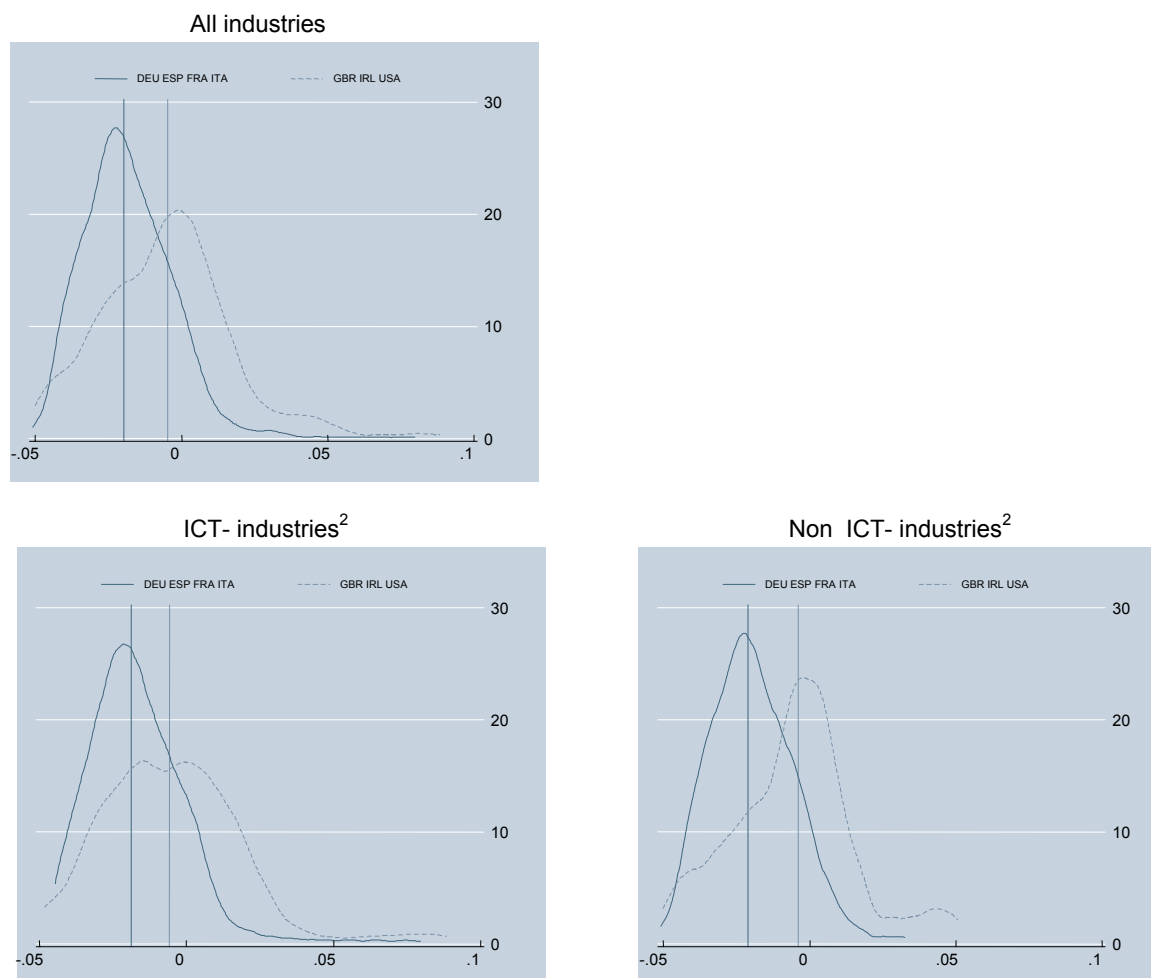 All industries
DEU ESP FRA ITA GBR IRL USA
30
20
10
0
-.05 0 .05 .1
ICT- industries²
DEU ESP FRA ITA GBR IRL USA
30
20
10
0
-.05 0 .05 .1
Non ICT- industries²
DEU ESP FRA ITA GBR IRL USA
30
20
10
0
-.05 0 .05 .1